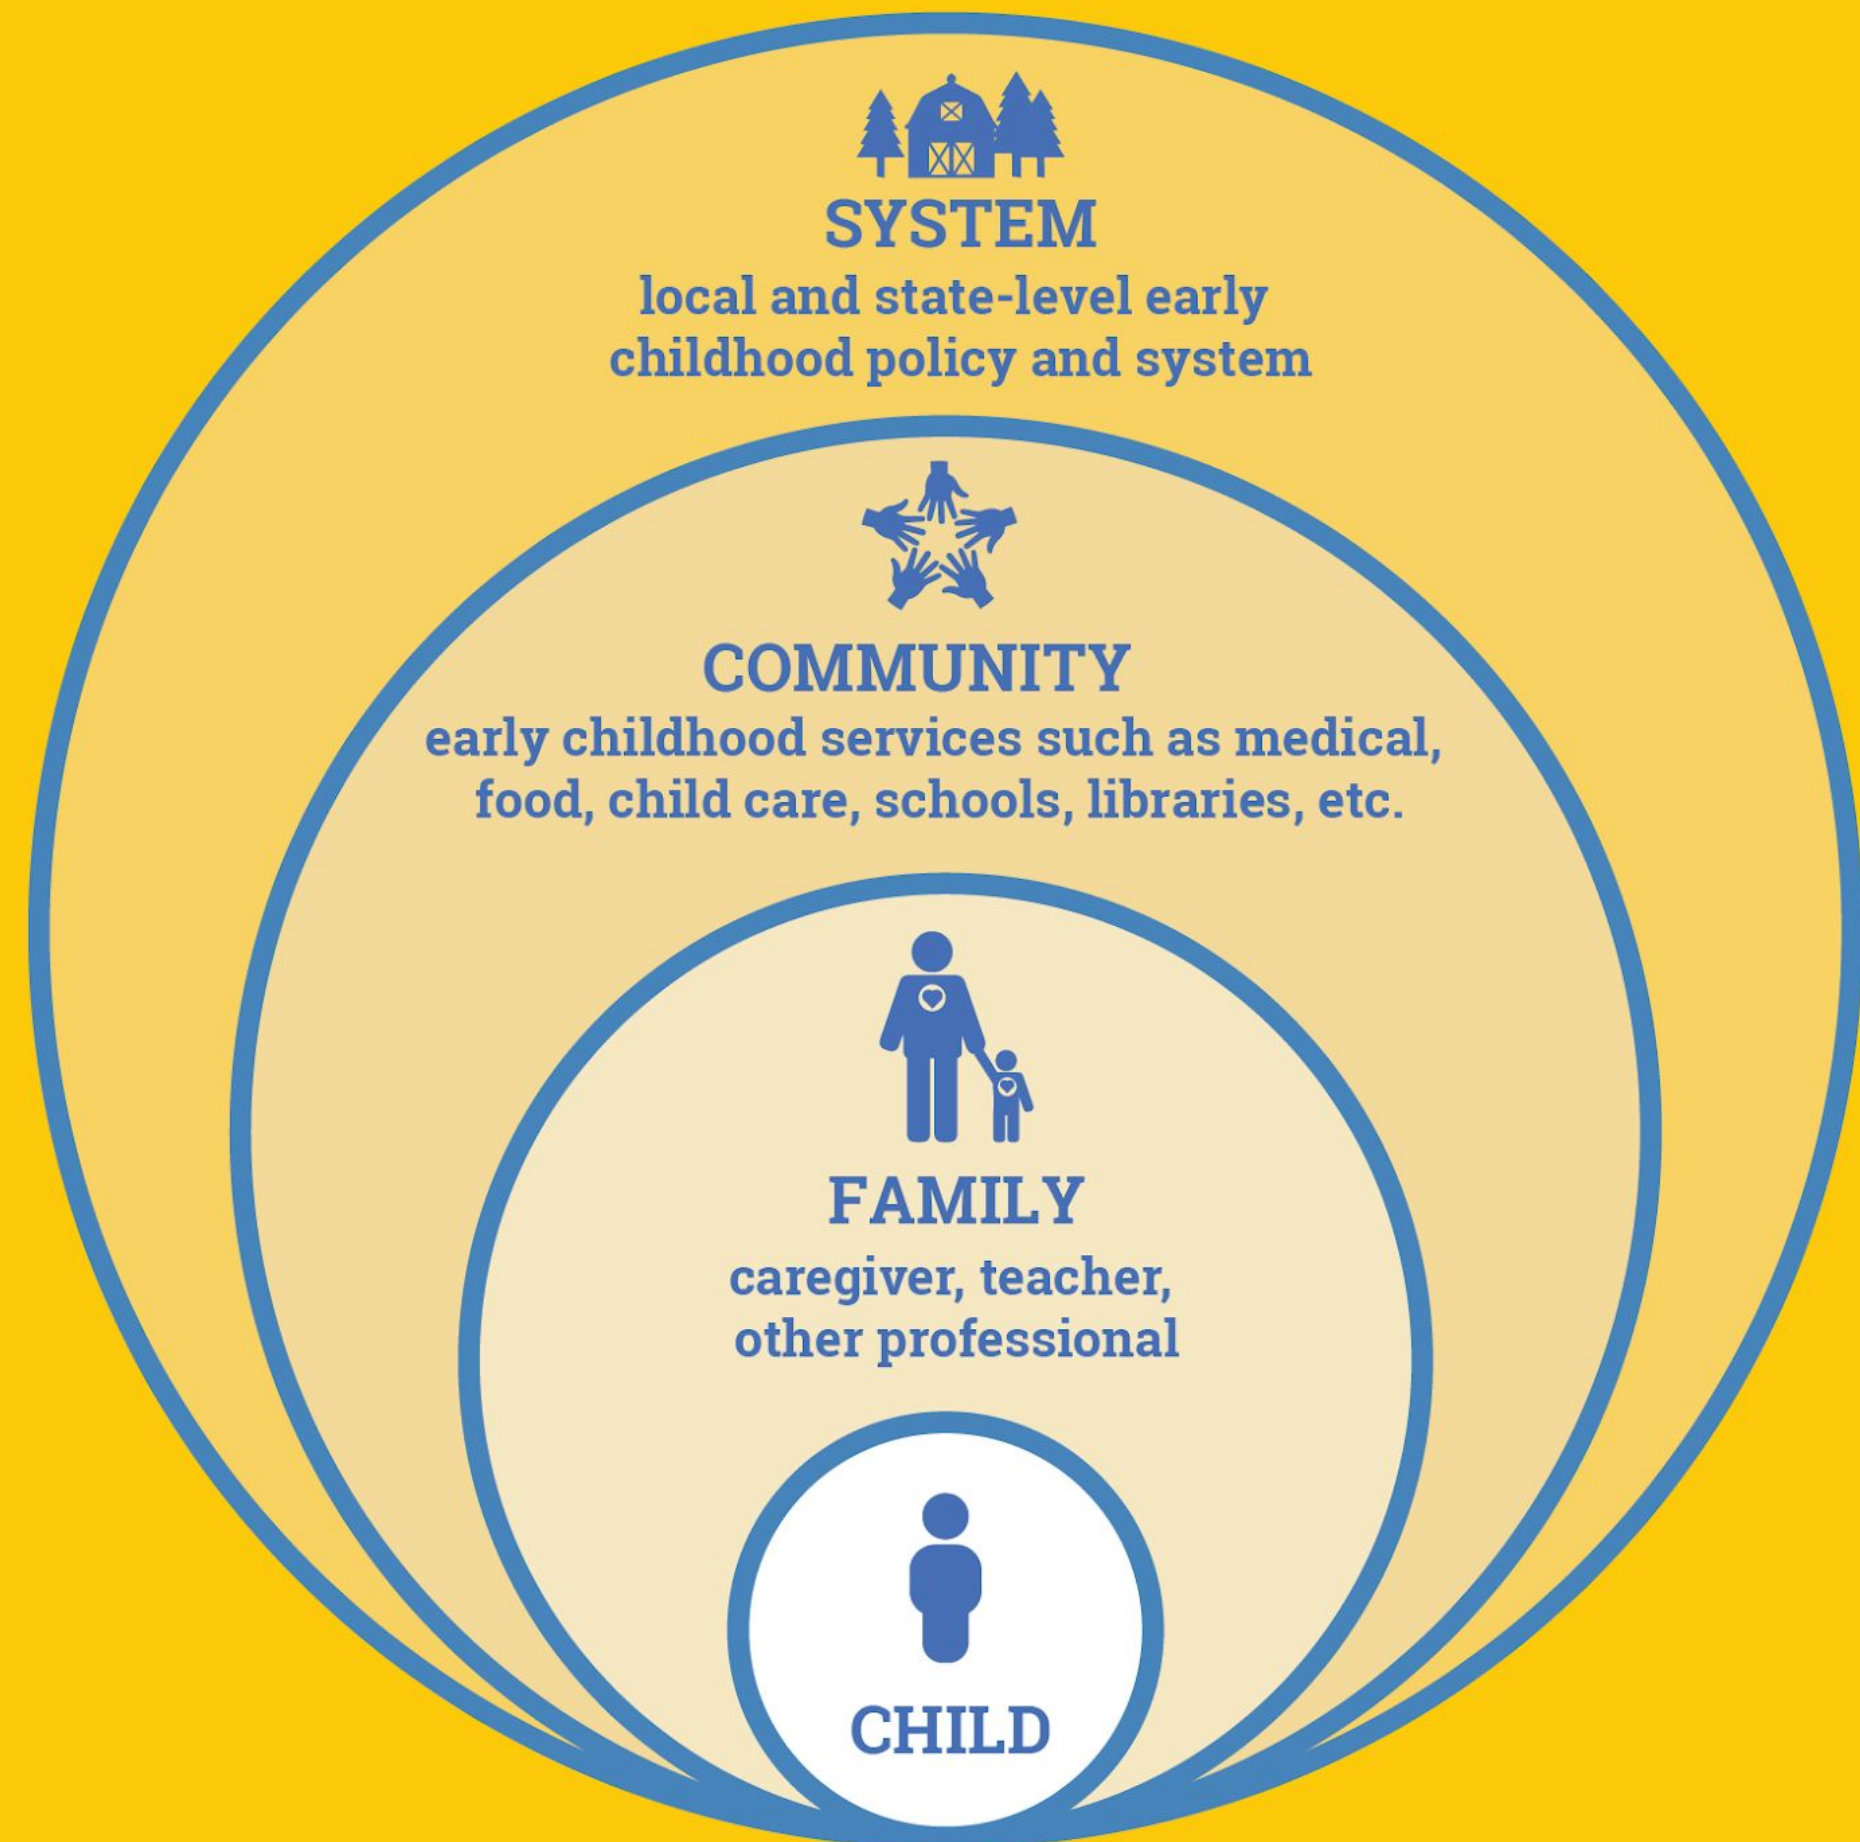 SYSTEM
local and state-level early
childhood policy and system
COMMUNITY
early childhood services such as medical,
food, child care, schools, libraries, etc.
FAMILY
caregiver, teacher,
other professional
CHILD